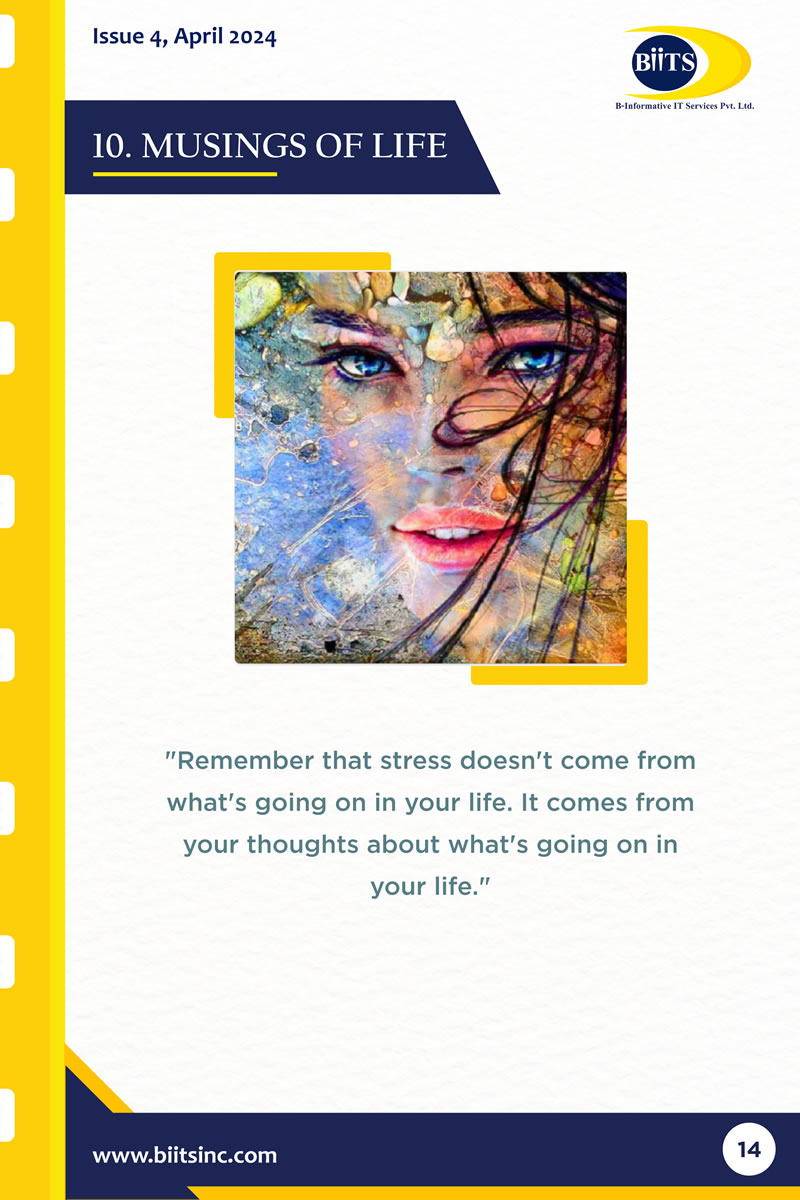 Issue 4, April 2024
BiiTS
B-Informative IT Services Pvt. Ltd.
10. MUSINGS OF LIFE
"Remember that stress doesn't come from
what's going on in your life. It comes from
your thoughts about what's going on in
your life."
www.biitsinc.com
14